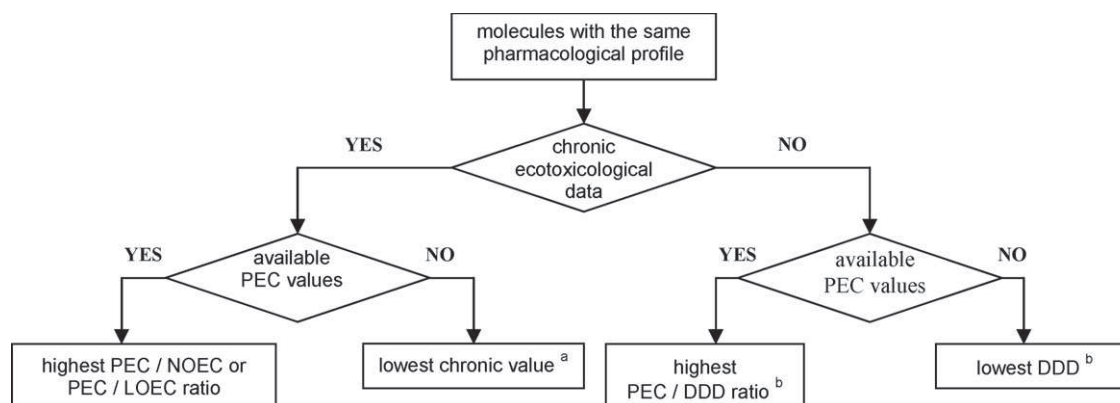 molecules with the same
pharmacological profile
YES
chronic
ecotoxicological
data
NO
YES
available
PEC values
NO
YES
available
PEC values
NO
highest PEC / NOEC or
PEC / LOEC ratio
lowest chronic value a
highest
PEC / DDD ratio b
lowest DDD b